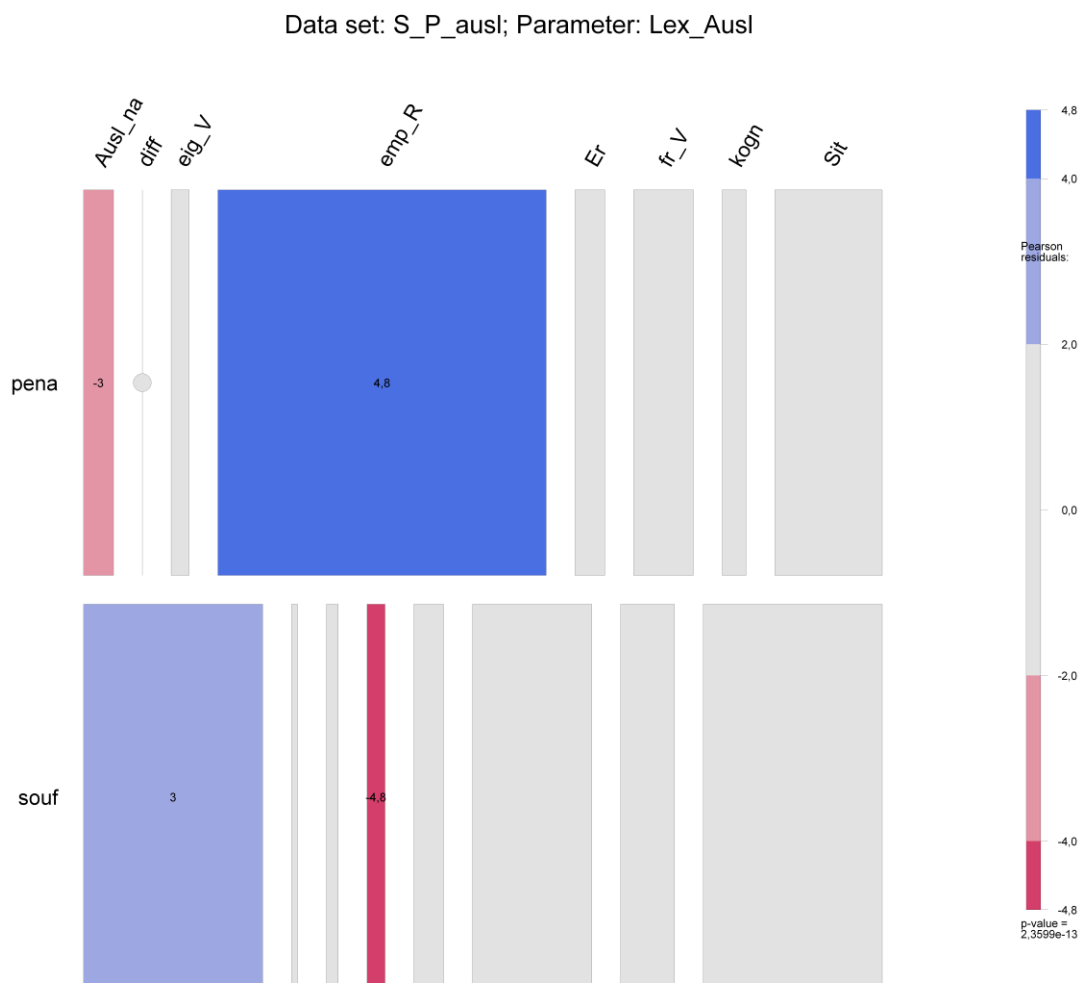 Data set: S_P_ausl; Parameter: Lex_Ausl
Ausl_na
diff
eig_V
emp_R
Er
fr_V
kogn
Sit
pena
-3
4,8
souf
3
-4,8
4,8
4,0
Pearson
residuals:
2,0
0,0
-2,0
-4,0
-4,8
p-value =
2,3599e-13